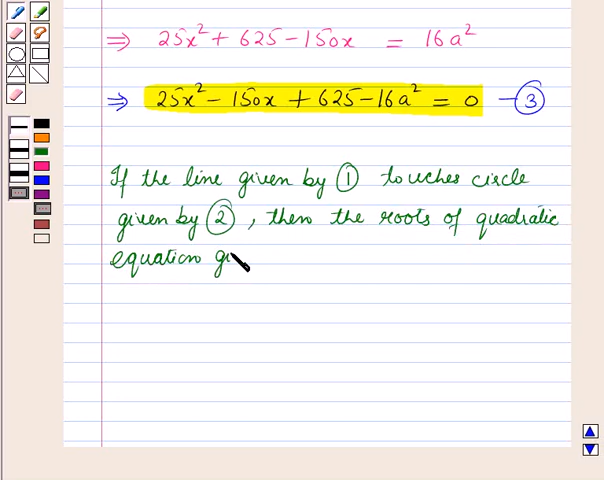 ⇒ 25x² + 625 - 150x = 16a²
⇒ 25x² - 150x + 625 - 16a² = 0 - ③
If the line given by ① touches circle
given by ②, then the roots of quadratic
equation gi